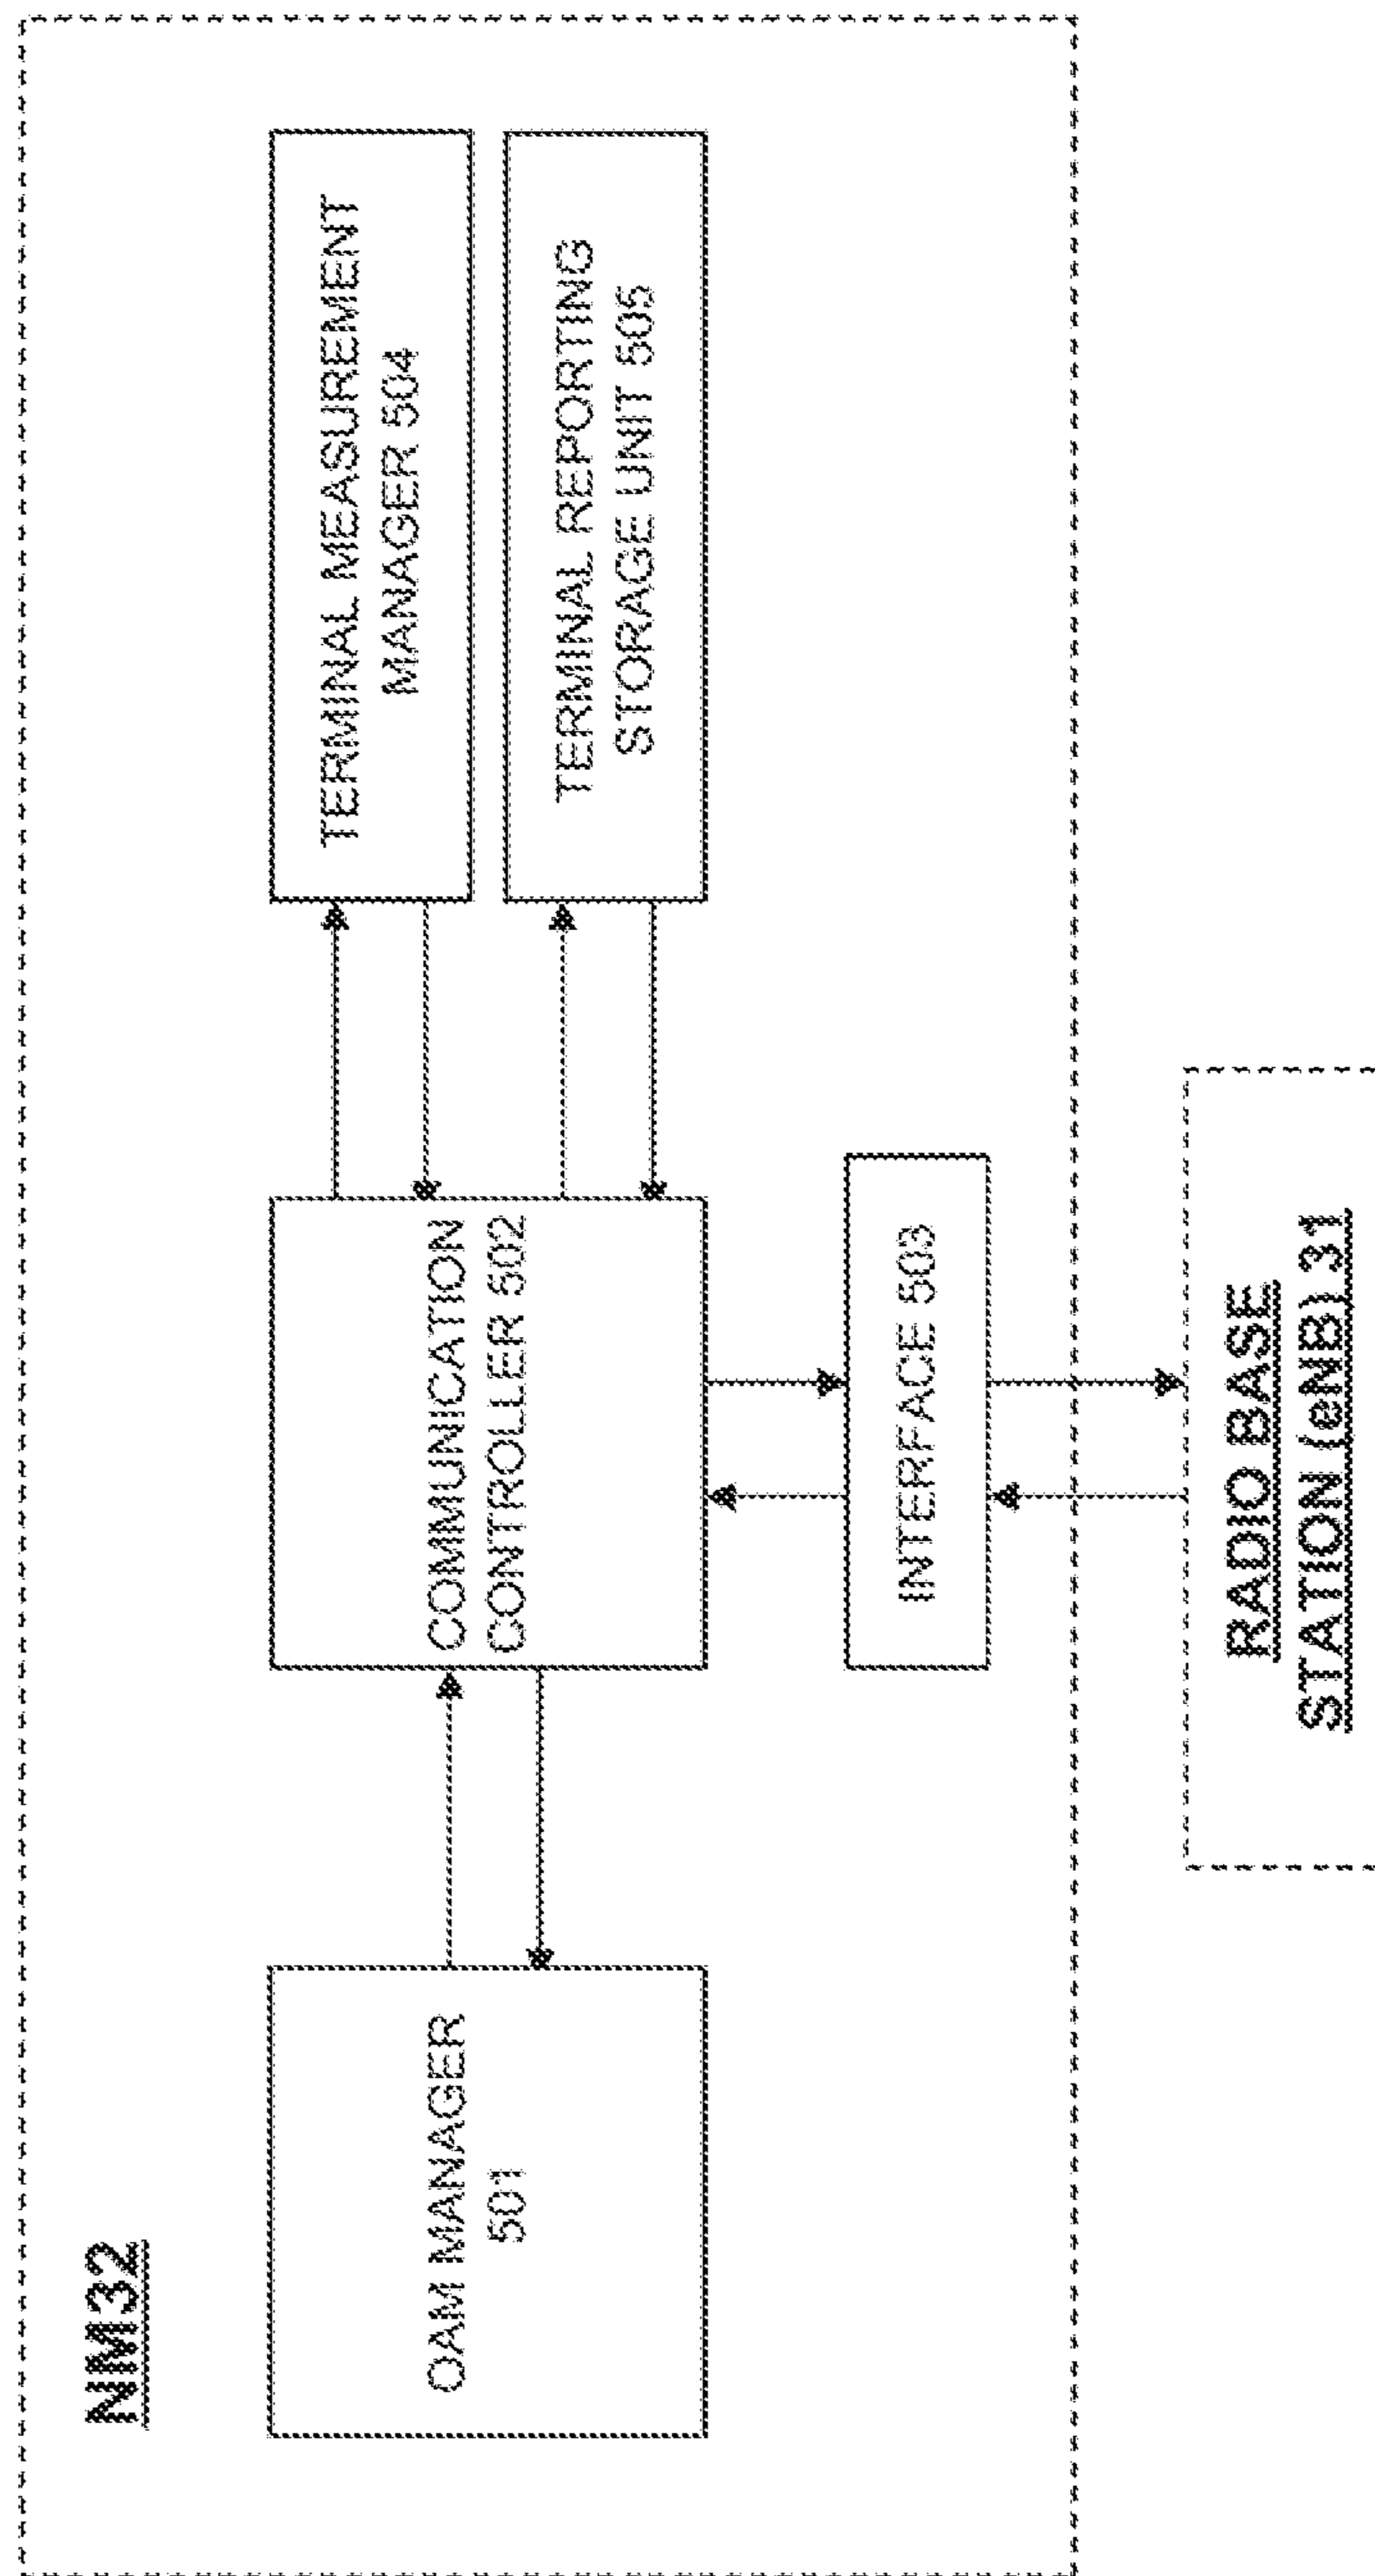 NM32
OAM MANAGER
501
COMMUNICATION
CONTROLLER 502
TERMINAL MEASUREMENT
MANAGER 504
TERMINAL REPORTING
STORAGE UNIT 505
INTERFACE 503
RADIO BASE
STATION (eNB) 31